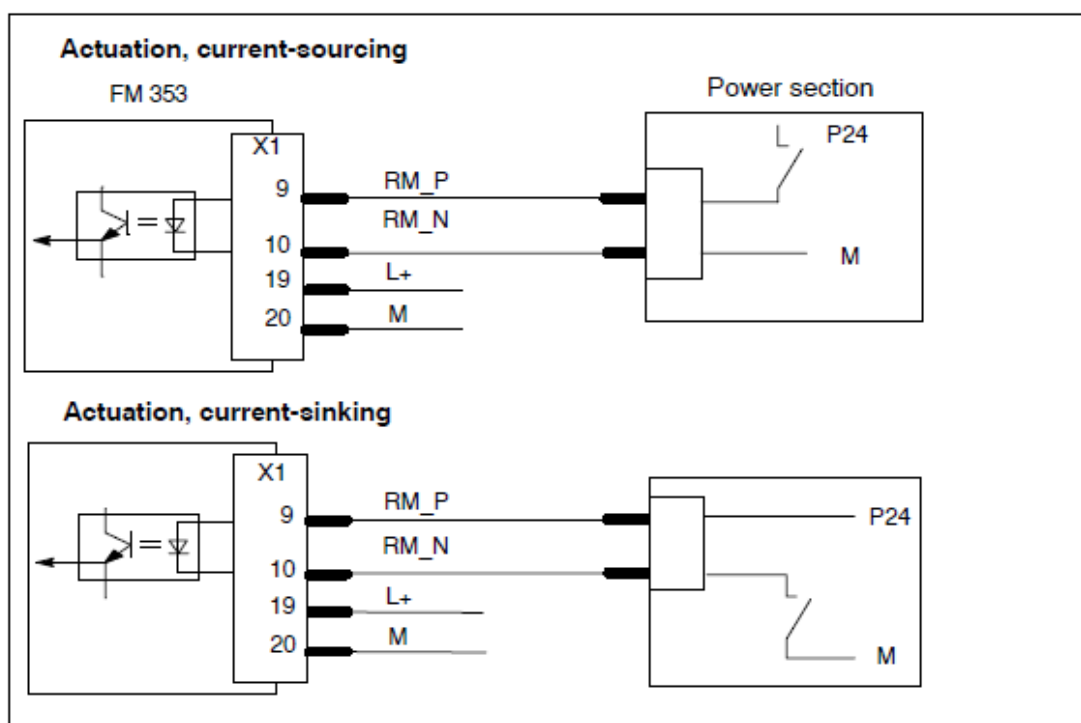 Actuation, current-sourcing
FM 353
Power section
X1
P24
9
RM_P
RM_N
10
M
19
L+
20
M
Actuation, current-sinking
X1
9
RM_P
P24
RM_N
10
19
L+
20
M
M